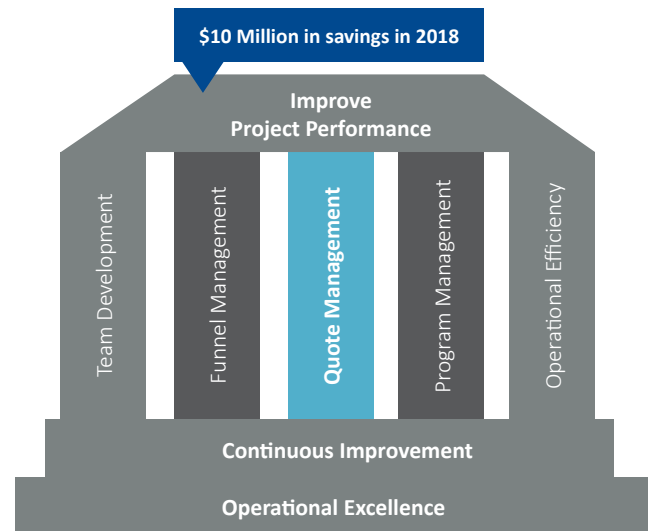 $10 Million in savings in 2018
Improve
Project Performance
Team Development
Funnel Management
Quote Management
Program Management
Operational Efficiency
Continuous Improvement
Operational Excellence